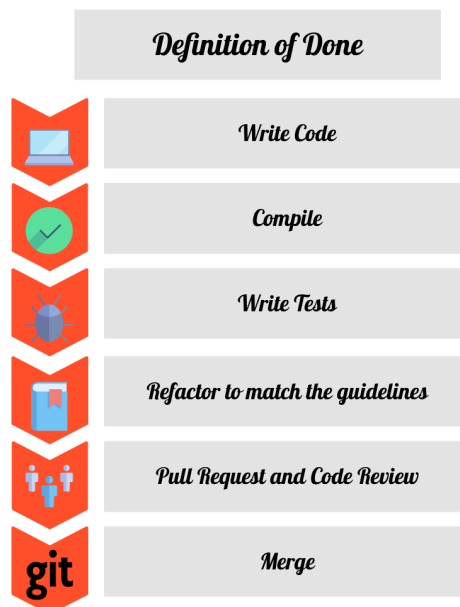 Definition of Done
Write Code
Compile
Write Tests
Refactor to match the guidelines
Pull Request and Code Review
git
Merge